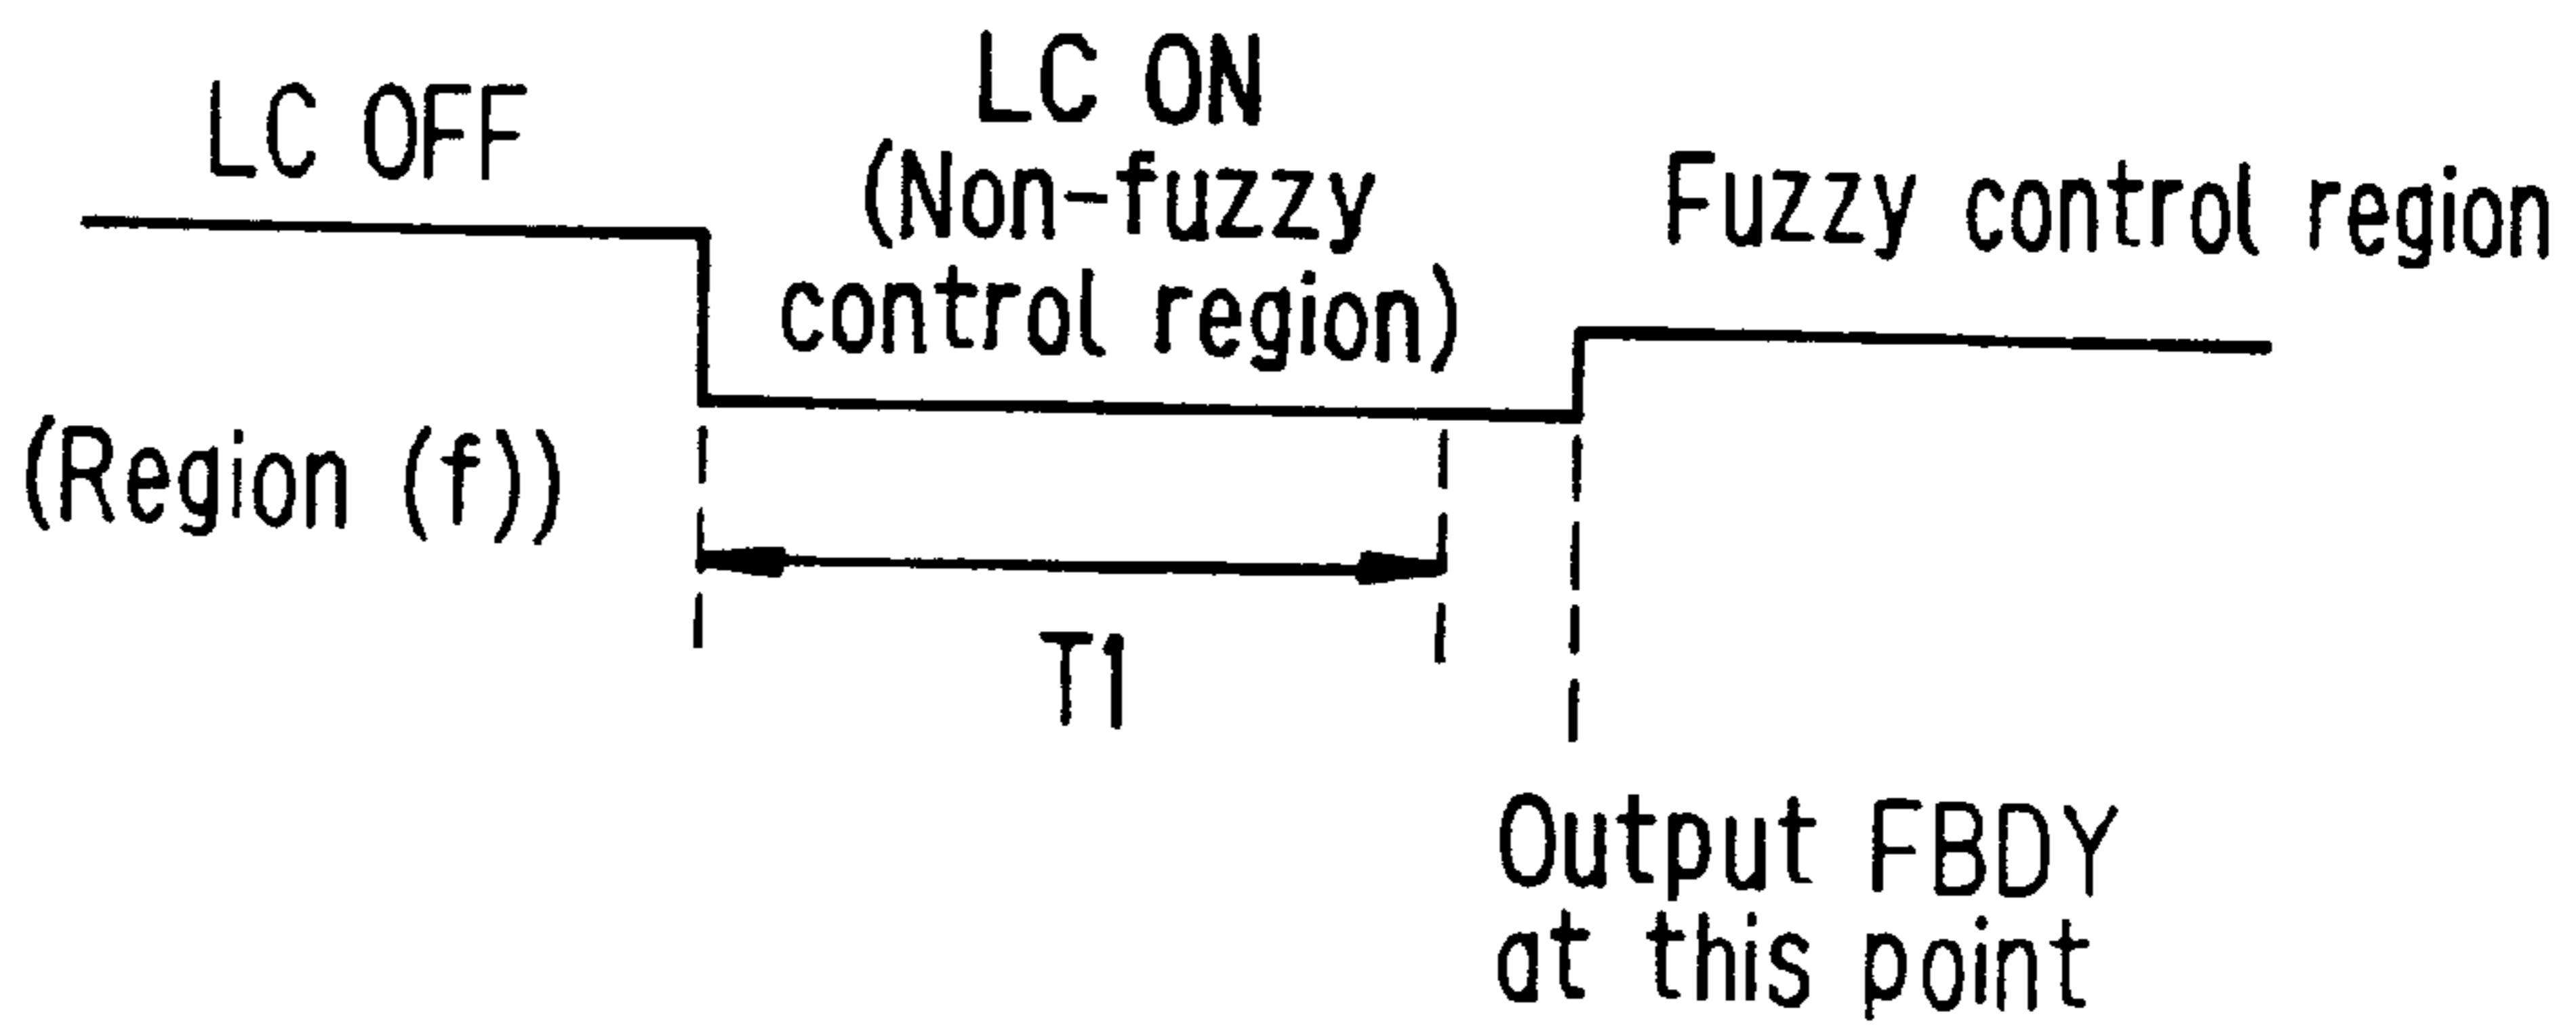 LC OFF
LC ON
(Non-fuzzy
control region)
Fuzzy control region
(Region (f))
T1
Output FBDY
at this point